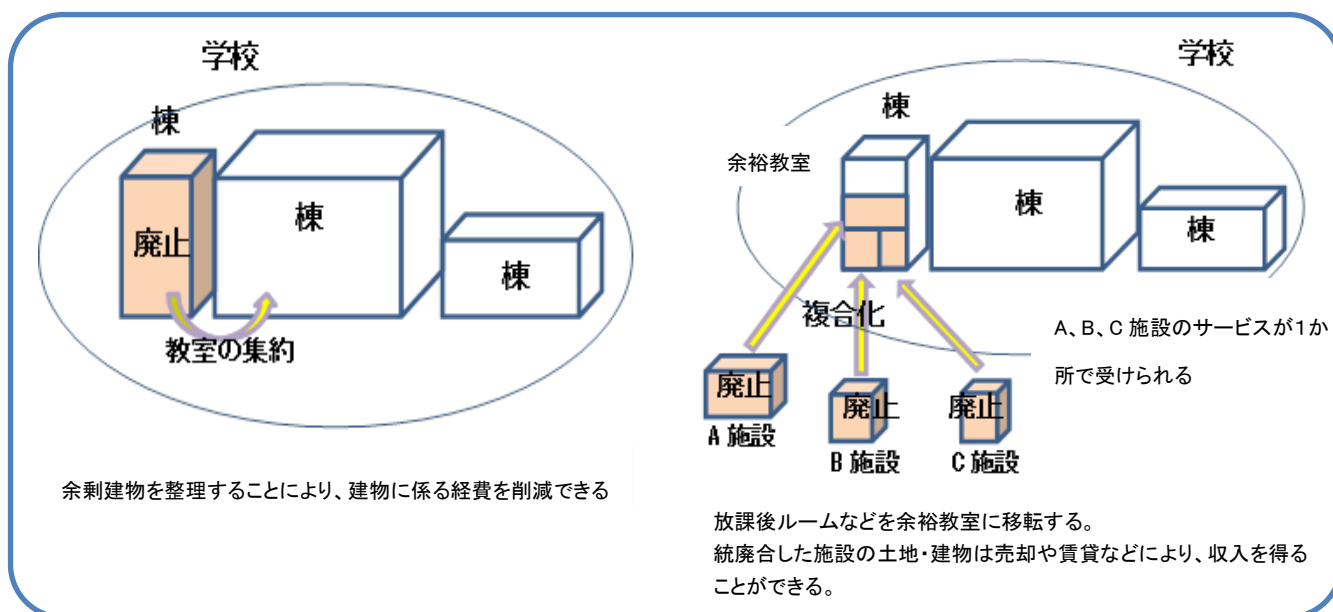 学校
棟
棟
廃止
棟
教室の集約
余剰建物を整理することにより、建物に係る経費を削減できる
学校
棟
余裕教室
棟
棟
複合化
A、B、C 施設のサービスが1か
所で受けられる
廃止
廃止
廃止
A 施設
B 施設
C 施設
放課後ルームなどを余裕教室に移転する。
統廃合した施設の土地・建物は売却や賃貸などにより、収入を得る
ことができる。